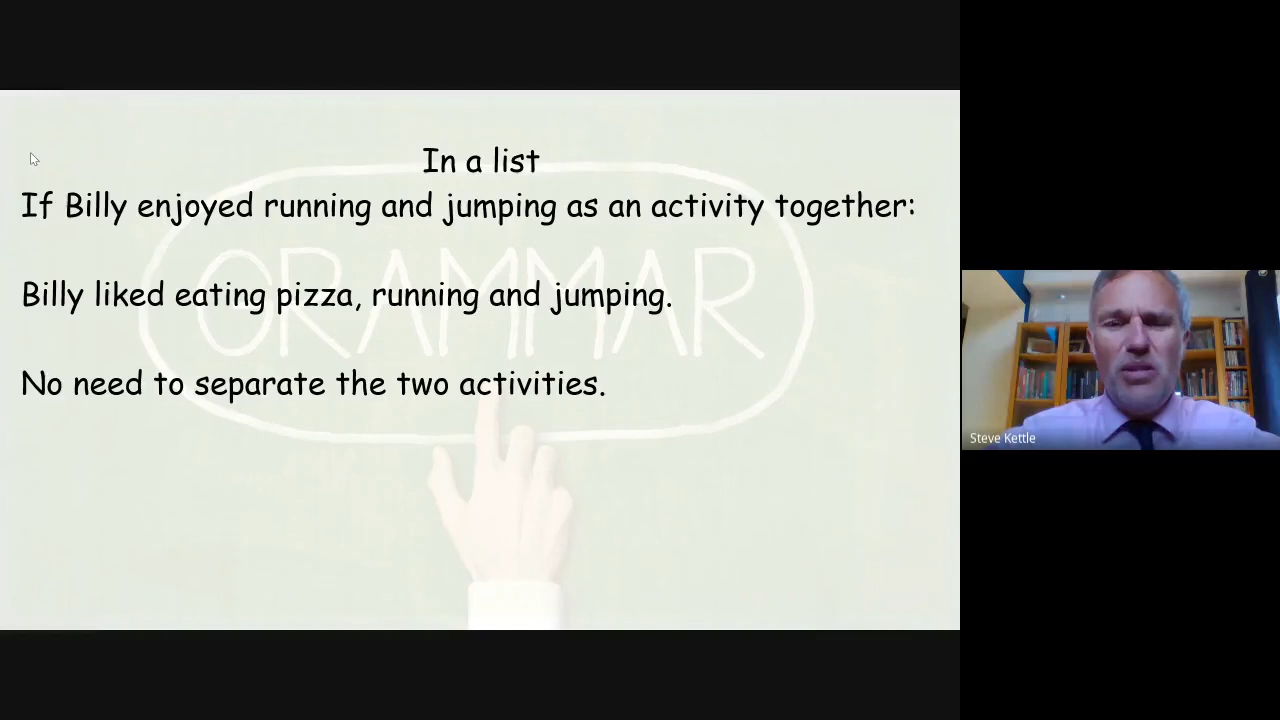 In a list
If Billy enjoyed running and jumping as an activity together:
Billy liked eating pizza, running and jumping.
No need to separate the two activities.
GRAMMAR
Steve Kettle